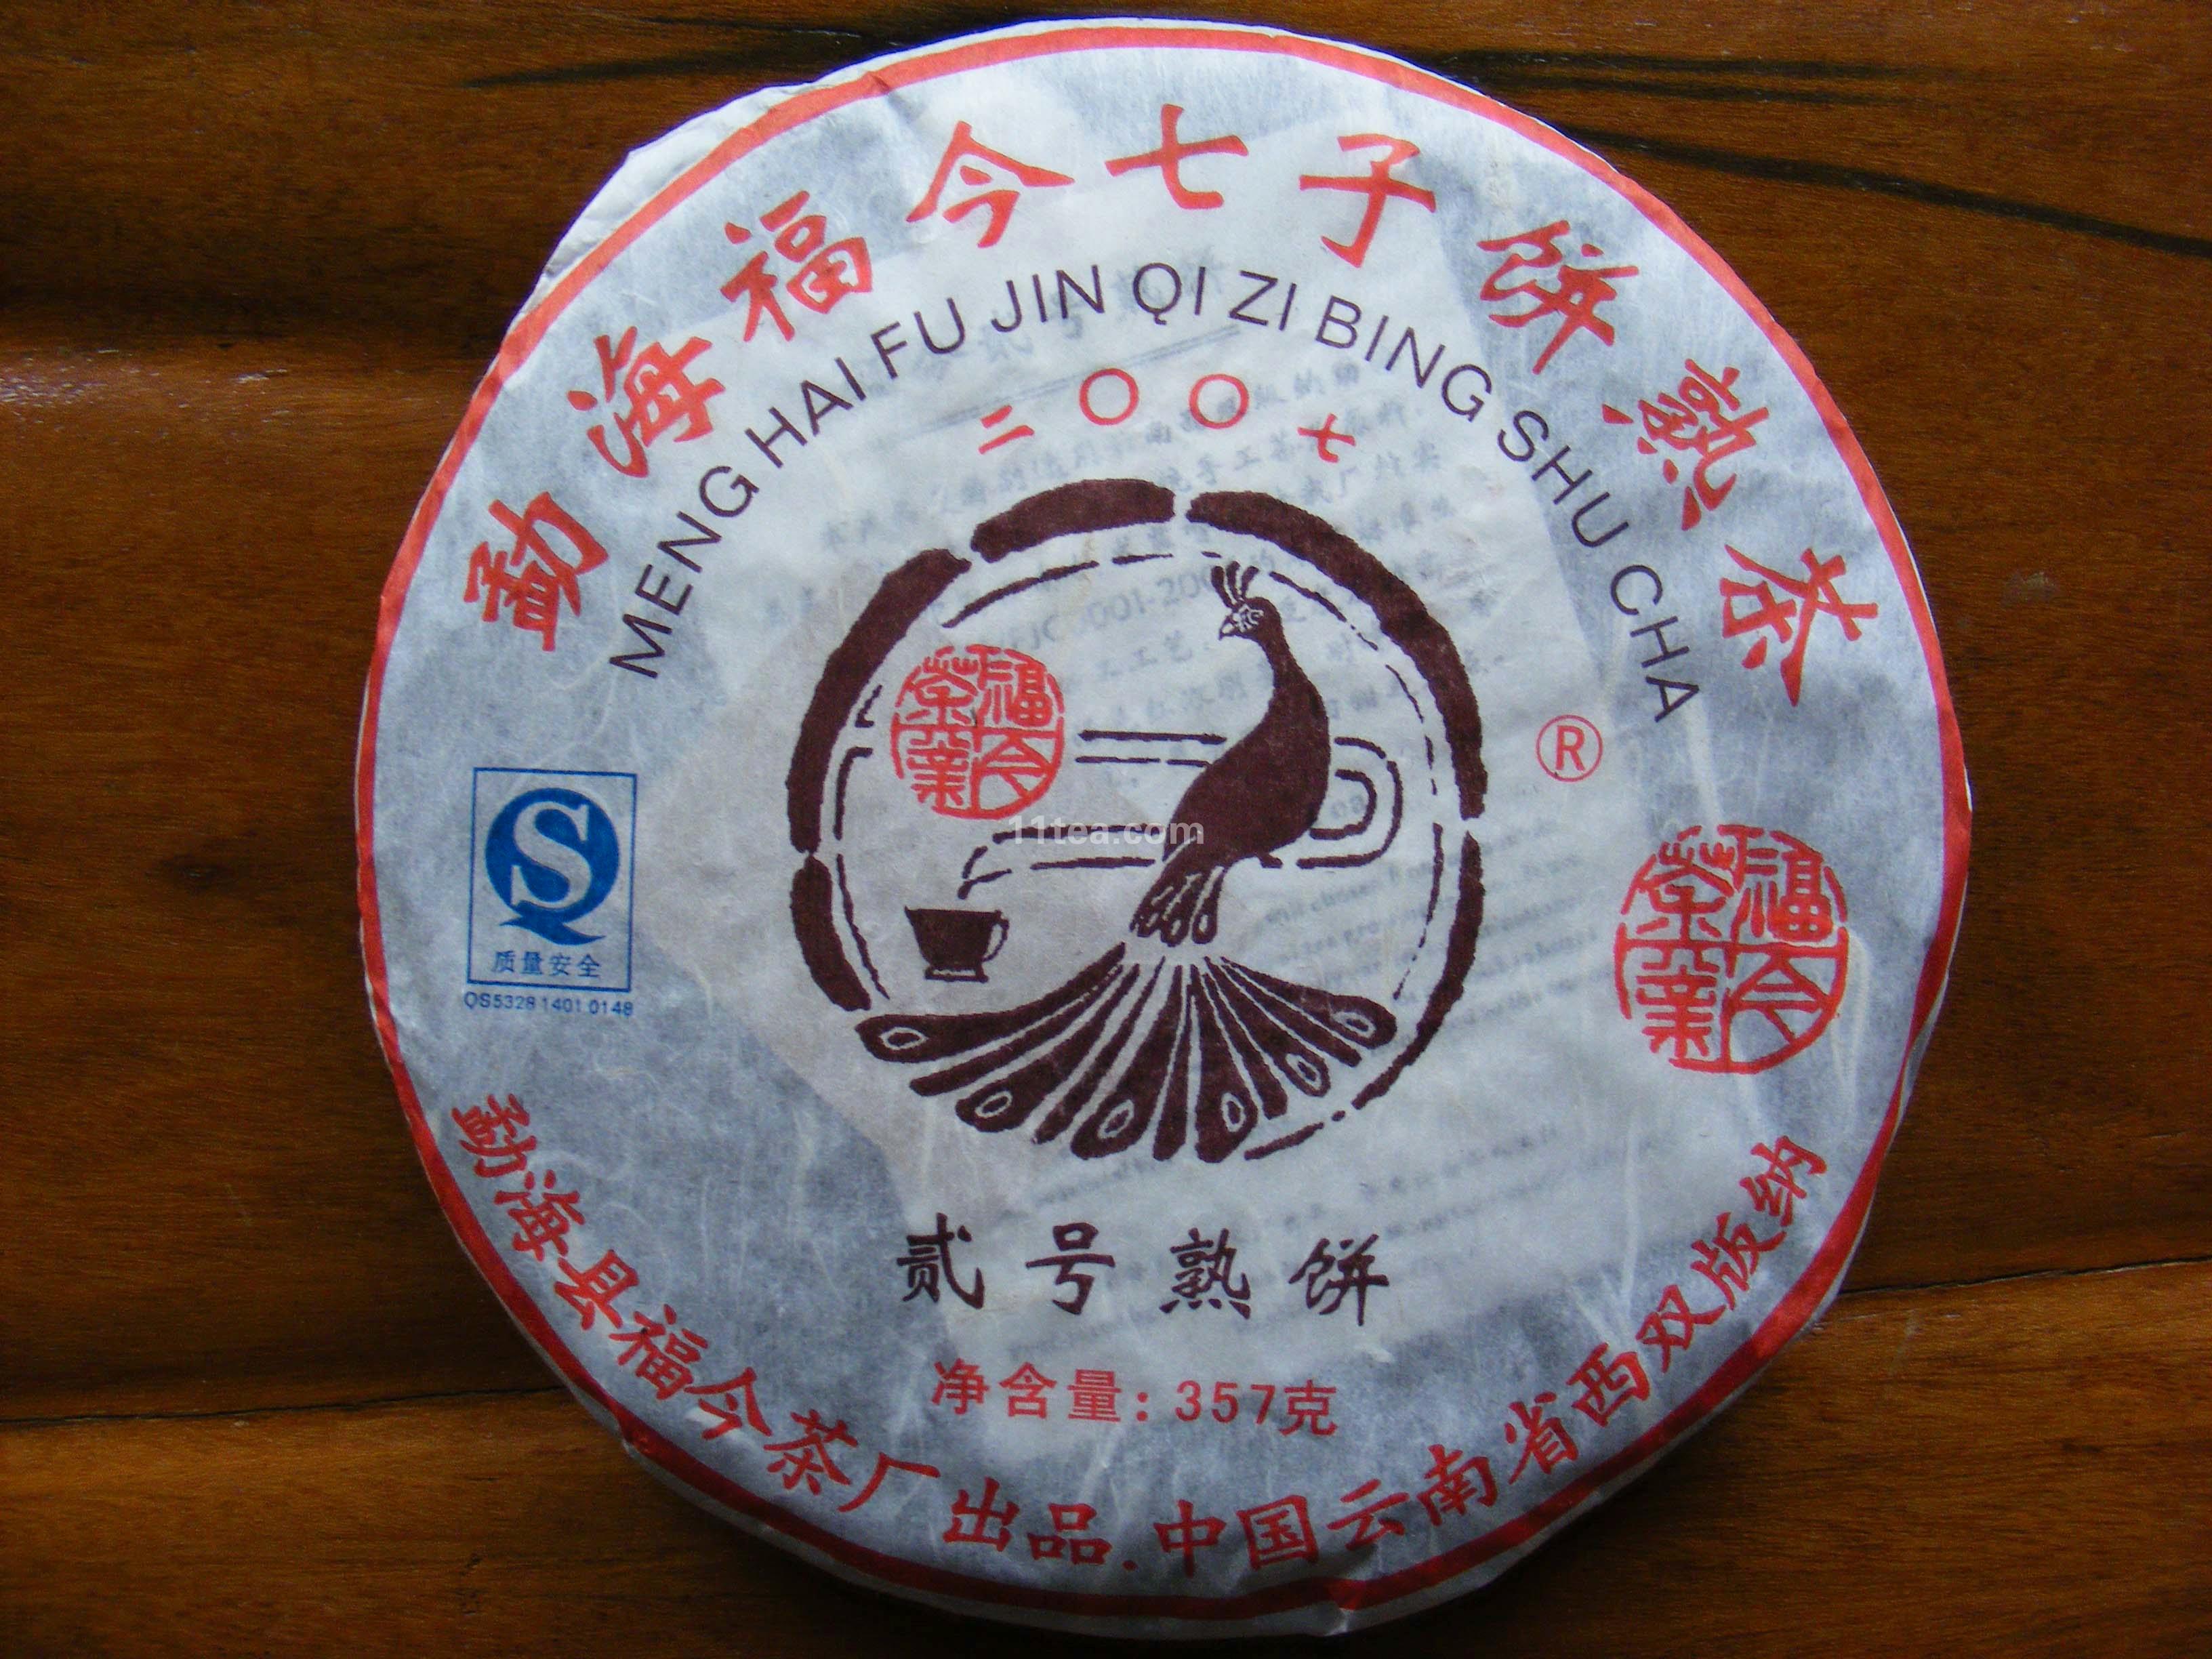 勐海福今七子饼熟茶
MENG HAI FU JIN QI ZI BING SHU CHA
二〇〇七
福今茶業
®
11tea.com
福今茶業
质量安全
QS5328 1401 0148
贰号熟饼
净含量:357克
勐海县福今茶厂出品.中国云南省西双版纳